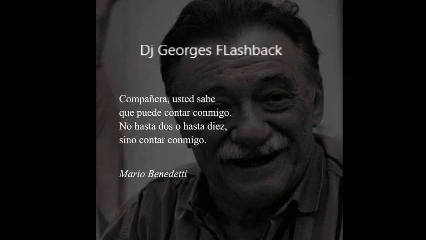 Dj Georges FLashback
Compañera, usted sabe
que puede contar conmigo.
No hasta dos o hasta diez,
sino contar conmigo.
Mario Benedetti